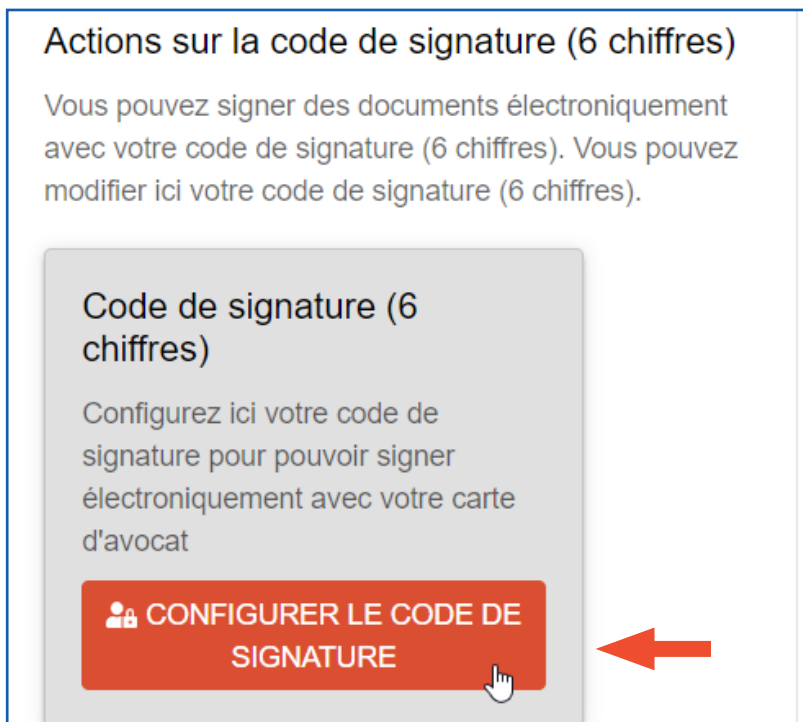 Actions sur la code de signature (6 chiffres)
Vous pouvez signer des documents électroniquement
avec votre code de signature (6 chiffres). Vous pouvez
modifier ici votre code de signature (6 chiffres).
Code de signature (6
chiffres)
Configurez ici votre code de
signature pour pouvoir signer
électroniquement avec votre carte
d'avocat
CONFIGURER LE CODE DE
SIGNATURE